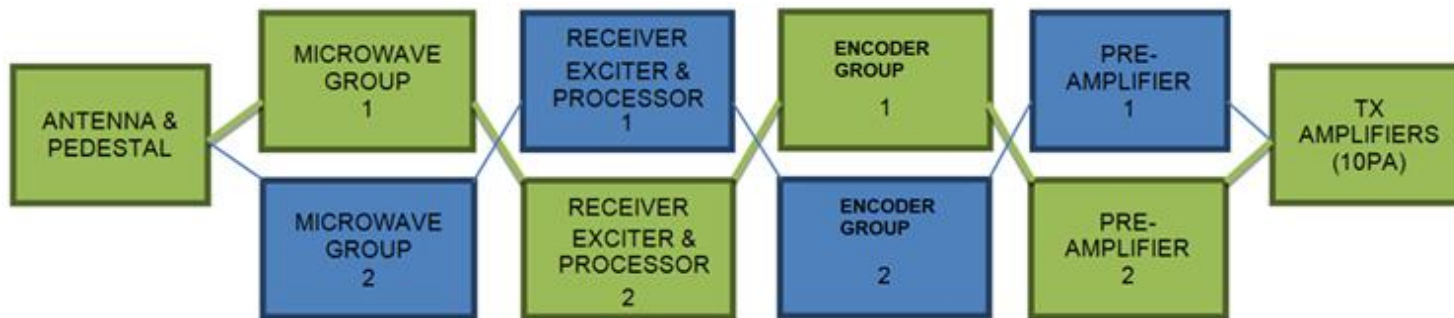 ANTENNA &
PEDESTAL
MICROWAVE
GROUP
1
MICROWAVE
GROUP
2
RECEIVER
EXCITER &
PROCESSOR
1
RECEIVER
EXCITER &
PROCESSOR
2
ENCODER
GROUP
1
ENCODER
GROUP
2
PRE-
AMPLIFIER
1
PRE-
AMPLIFIER
2
TX
AMPLIFIERS
(10PA)